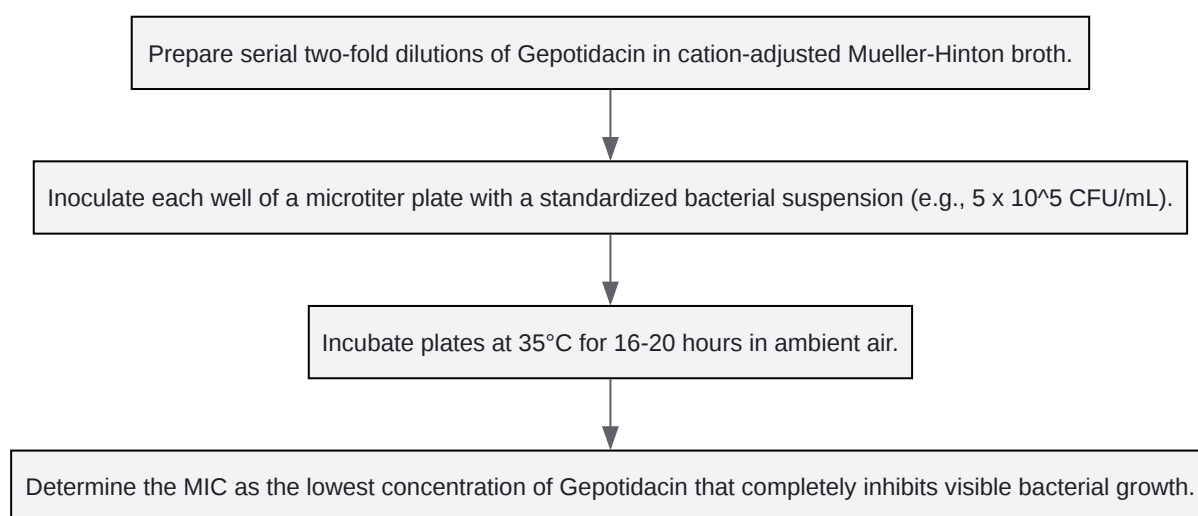 Prepare serial two-fold dilutions of Gepotidacin in cation-adjusted Mueller-Hinton broth.
Inoculate each well of a microtiter plate with a standardized bacterial suspension (e.g., 5 x 10^5 CFU/mL).
Incubate plates at 35°C for 16-20 hours in ambient air.
Determine the MIC as the lowest concentration of Gepotidacin that completely inhibits visible bacterial growth.